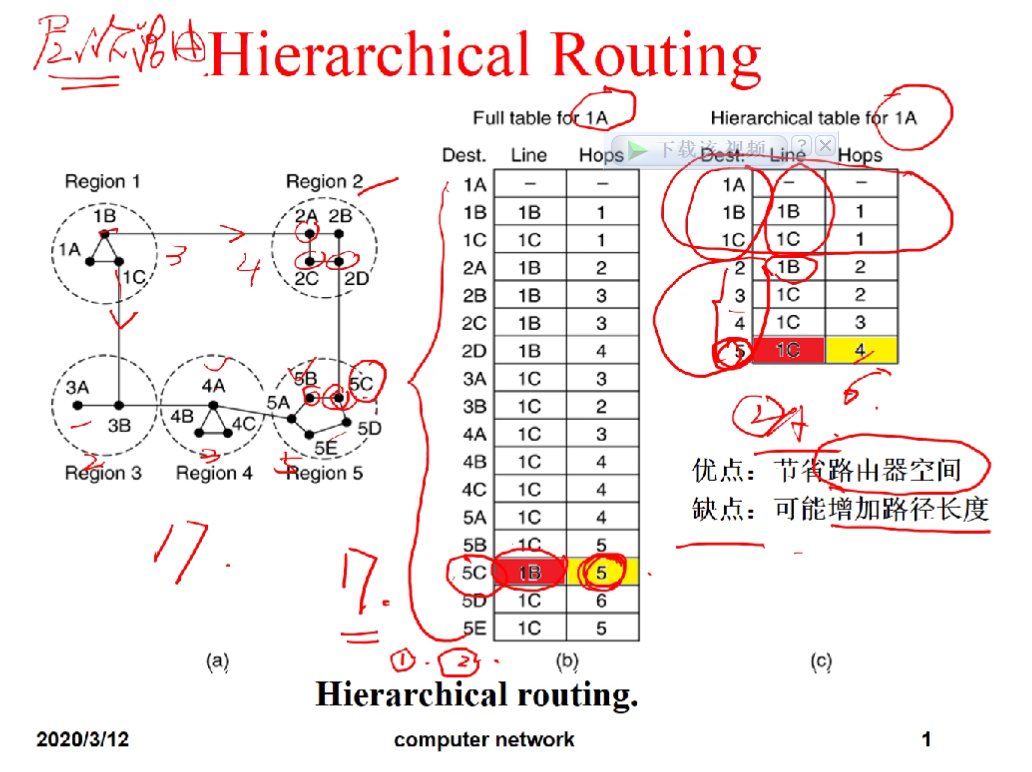 层次路由
Hierarchical Routing
Full table for 1A
Hierarchical table for 1A
下载该视频 ? X
Dest. Line Hops
1A – –
1B 1B 1
1C 1C 1
2A 1B 2
2B 1B 3
2C 1B 3
2D 1B 4
3A 1C 3
3B 1C 2
4A 1C 3
4B 1C 4
4C 1C 4
5A 1C 4
5B 1C 5
5C 1B 5
5D 1C 6
5E 1C 5
Dest. Line Hops
1A – –
1B 1B 1
1C 1C 1
2 1B 2
3 1C 2
4 1C 3
5 1C 4
6
Region 1
Region 2
1B
1A
1C
3
2A 2B
4
2C 2D
3A
3B
4A
4B
4C
5B
5C
5A
5D
5E
2
3
5
Region 3
Region 4
Region 5
17.
17.
优点：节省路由器空间
缺点：可能增加路径长度
① . ② .
(a)
(b)
(c)
Hierarchical routing.
2020/3/12
computer network
1